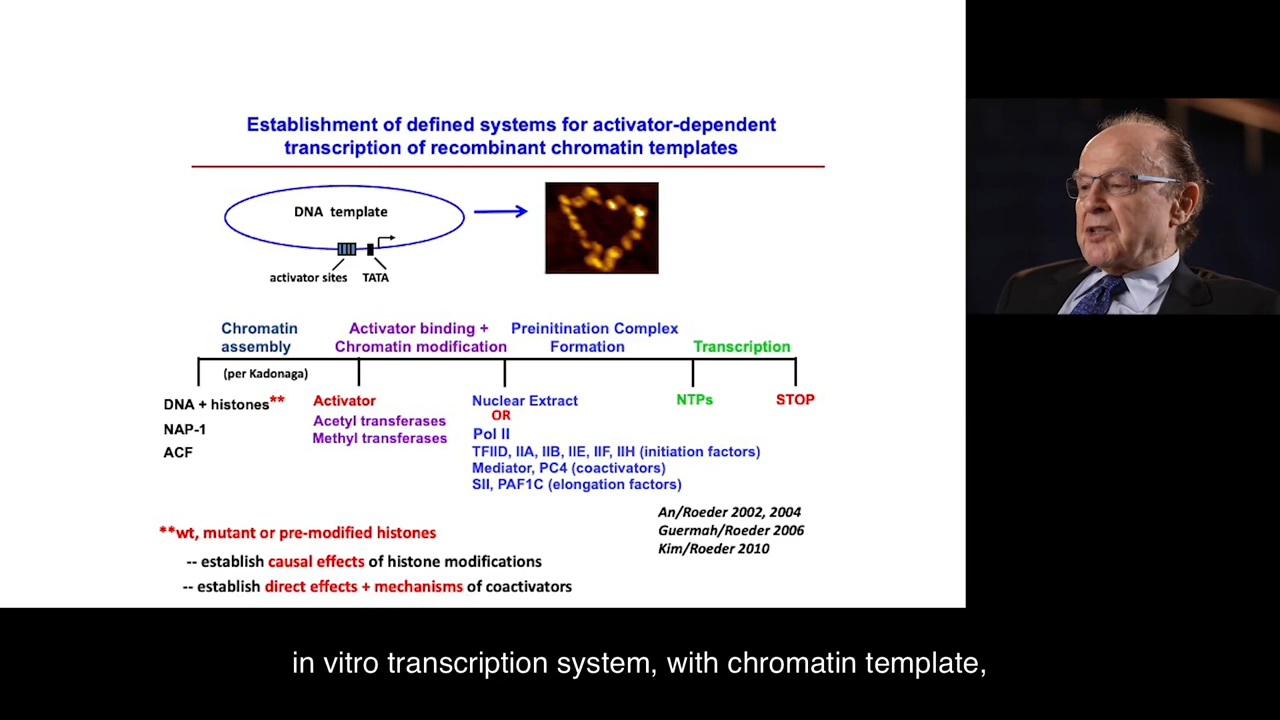 Establishment of defined systems for activator-dependent
transcription of recombinant chromatin templates
DNA template
activator sites
TATA
Chromatin
assembly
(per Kadonaga)
Activator binding +
Chromatin modification
Preinitination Complex
Formation
Transcription
DNA + histones**
NAP-1
ACF
Activator
Acetyl transferases
Methyl transferases
Nuclear Extract
OR
Pol II
TFIID, IIA, IIB, IIE, IIF, IIH (initiation factors)
Mediator, PC4 (coactivators)
SII, PAF1C (elongation factors)
NTPs
STOP
An/Roeder 2002, 2004
Guermah/Roeder 2006
Kim/Roeder 2010
**wt, mutant or pre-modified histones
-- establish causal effects of histone modifications
-- establish direct effects + mechanisms of coactivators
in vitro transcription system, with chromatin template,